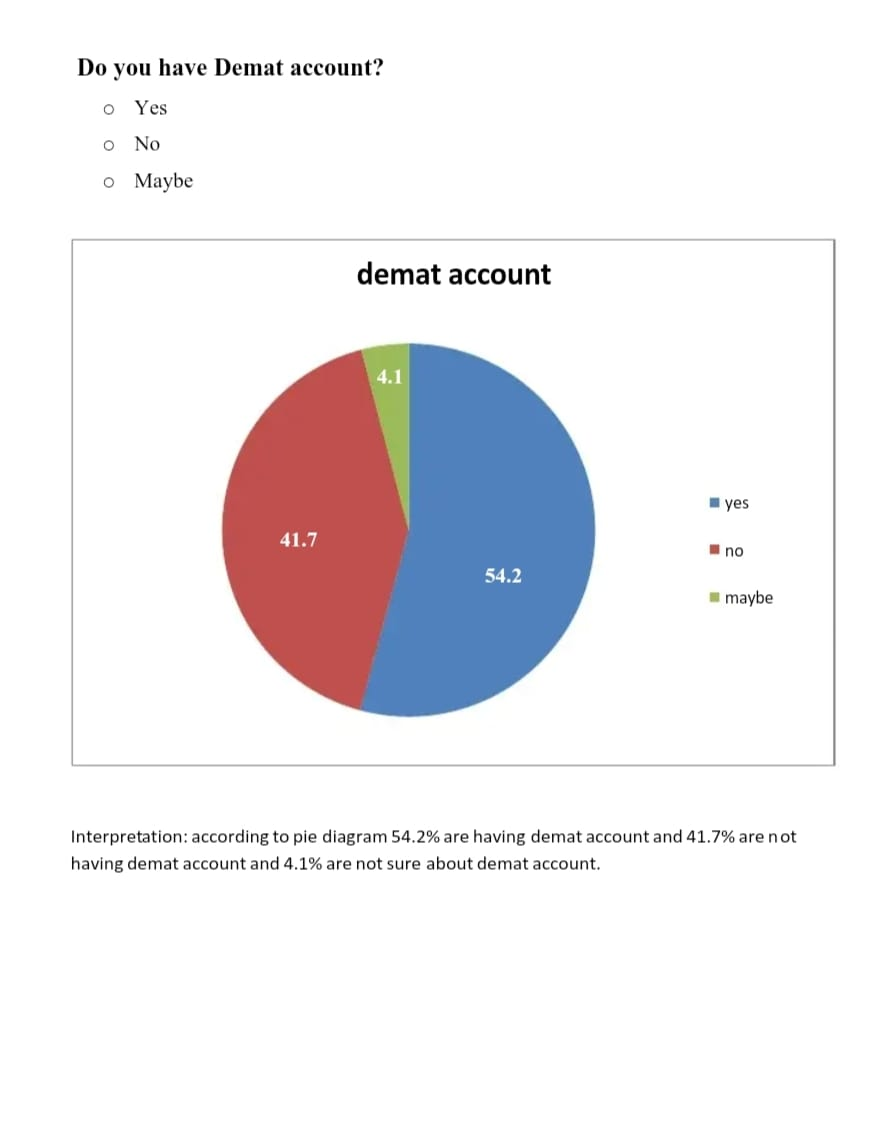 Do you have Demat account?
o Yes
o No
o Maybe
demat account
4.1
41.7
54.2
yes
no
maybe
Interpretation: according to pie diagram 54.2% are having demat account and 41.7% are not
having demat account and 4.1% are not sure about demat account.